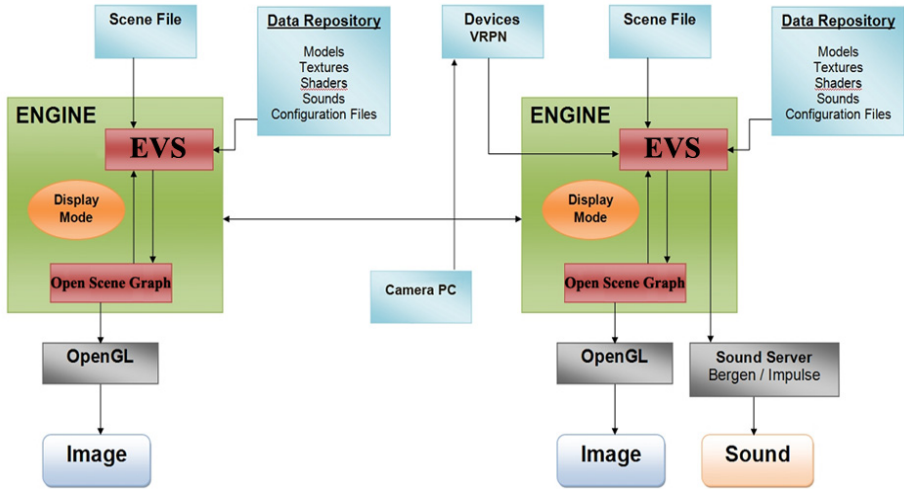 Scene File
Data Repository
Models
Textures
Shaders
Sounds
Configuration Files
ENGINE
EVS
Display
Mode
Open Scene Graph
OpenGL
Image
Devices
VRPN
Camera PC
Scene File
Data Repository
Models
Textures
Shaders
Sounds
Configuration Files
ENGINE
EVS
Display
Mode
Open Scene Graph
OpenGL
Image
Sound Server
Bergen / Impulse
Sound